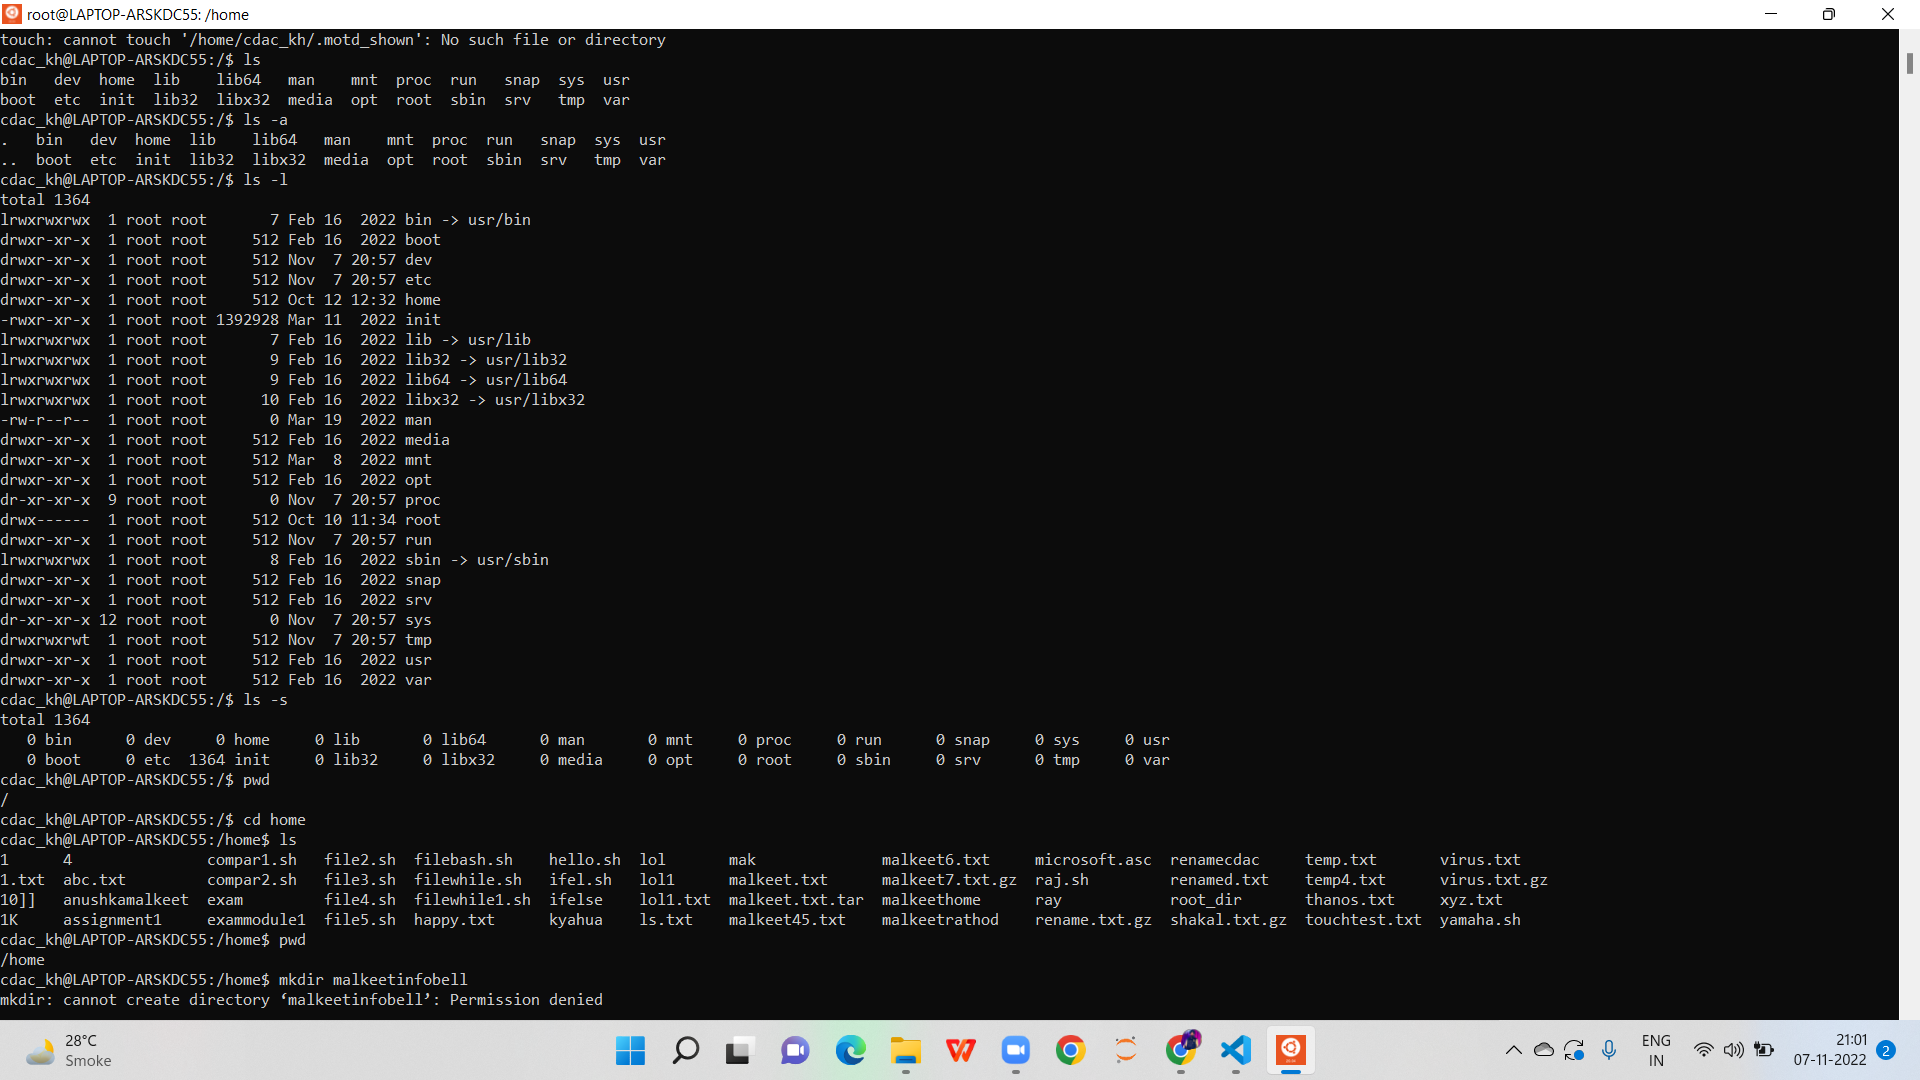 root@LAPTOP-ARSKDC55: /home
touch: cannot touch '/home/cdac_kh/.motd_shown': No such file or directory
cdac_kh@LAPTOP-ARSKDC55:/$ ls
bin   dev  home  lib    lib64   man    mnt  proc  run   snap  sys  usr
boot  etc  init  lib32  libx32  media  opt  root  sbin  srv   tmp  var
cdac_kh@LAPTOP-ARSKDC55:/$ ls -a
.   bin   dev  home  lib    lib64   man    mnt  proc  run   snap  sys  usr
..  boot  etc  init  lib32  libx32  media  opt  root  sbin  srv   tmp  var
cdac_kh@LAPTOP-ARSKDC55:/$ ls -l
total 1364
lrwxrwxrwx  1 root root       7 Feb 16  2022 bin -> usr/bin
drwxr-xr-x  1 root root     512 Feb 16  2022 boot
drwxr-xr-x  1 root root     512 Nov  7 20:57 dev
drwxr-xr-x  1 root root     512 Nov  7 20:57 etc
drwxr-xr-x  1 root root     512 Oct 12 12:32 home
-rwxr-xr-x  1 root root 1392928 Mar 11  2022 init
lrwxrwxrwx  1 root root       7 Feb 16  2022 lib -> usr/lib
lrwxrwxrwx  1 root root       9 Feb 16  2022 lib32 -> usr/lib32
lrwxrwxrwx  1 root root       9 Feb 16  2022 lib64 -> usr/lib64
lrwxrwxrwx  1 root root      10 Feb 16  2022 libx32 -> usr/libx32
-rw-r--r--  1 root root       0 Mar 19  2022 man
drwxr-xr-x  1 root root     512 Feb 16  2022 media
drwxr-xr-x  1 root root     512 Mar  8  2022 mnt
drwxr-xr-x  1 root root     512 Feb 16  2022 opt
dr-xr-xr-x  9 root root       0 Nov  7 20:57 proc
drwx------  1 root root     512 Oct 10 11:34 root
drwxr-xr-x  1 root root     512 Nov  7 20:57 run
lrwxrwxrwx  1 root root       8 Feb 16  2022 sbin -> usr/sbin
drwxr-xr-x  1 root root     512 Feb 16  2022 snap
drwxr-xr-x  1 root root     512 Feb 16  2022 srv
dr-xr-xr-x 12 root root       0 Nov  7 20:57 sys
drwxrwxrwt  1 root root     512 Nov  7 20:57 tmp
drwxr-xr-x  1 root root     512 Feb 16  2022 usr
drwxr-xr-x  1 root root     512 Feb 16  2022 var
cdac_kh@LAPTOP-ARSKDC55:/$ ls -s
total 1364
   0 bin      0 dev     0 home     0 lib       0 lib64      0 man       0 mnt     0 proc     0 run      0 snap     0 sys     0 usr
   0 boot     0 etc  1364 init     0 lib32     0 libx32     0 media     0 opt     0 root     0 sbin     0 srv      0 tmp     0 var
cdac_kh@LAPTOP-ARSKDC55:/$ pwd
/
cdac_kh@LAPTOP-ARSKDC55:/$ cd home
cdac_kh@LAPTOP-ARSKDC55:/home$ ls
1      4               compar1.sh   file2.sh  filebash.sh    hello.sh  lol       mak              malkeet6.txt     microsoft.asc  renamecdac     temp.txt       virus.txt
1.txt  abc.txt         compar2.sh   file3.sh  filewhile.sh   ifel.sh   lol1      malkeet.txt      malkeet7.txt.gz  raj.sh         renamed.txt    temp4.txt      virus.txt.gz
10]]   anushkamalkeet  exam         file4.sh  filewhile1.sh  ifelse    lol1.txt  malkeet.txt.tar  malkeethome      ray            root_dir       thanos.txt     xyz.txt
1K     assignment1     exammodule1  file5.sh  happy.txt      kyahua    ls.txt    malkeet45.txt    malkeetrathod    rename.txt.gz  shakal.txt.gz  touchtest.txt  yamaha.sh
cdac_kh@LAPTOP-ARSKDC55:/home$ pwd
/home
cdac_kh@LAPTOP-ARSKDC55:/home$ mkdir malkeetinfobell
mkdir: cannot create directory ‘malkeetinfobell’: Permission denied
28°C
Smoke
ENG
IN
21:01
07-11-2022
2